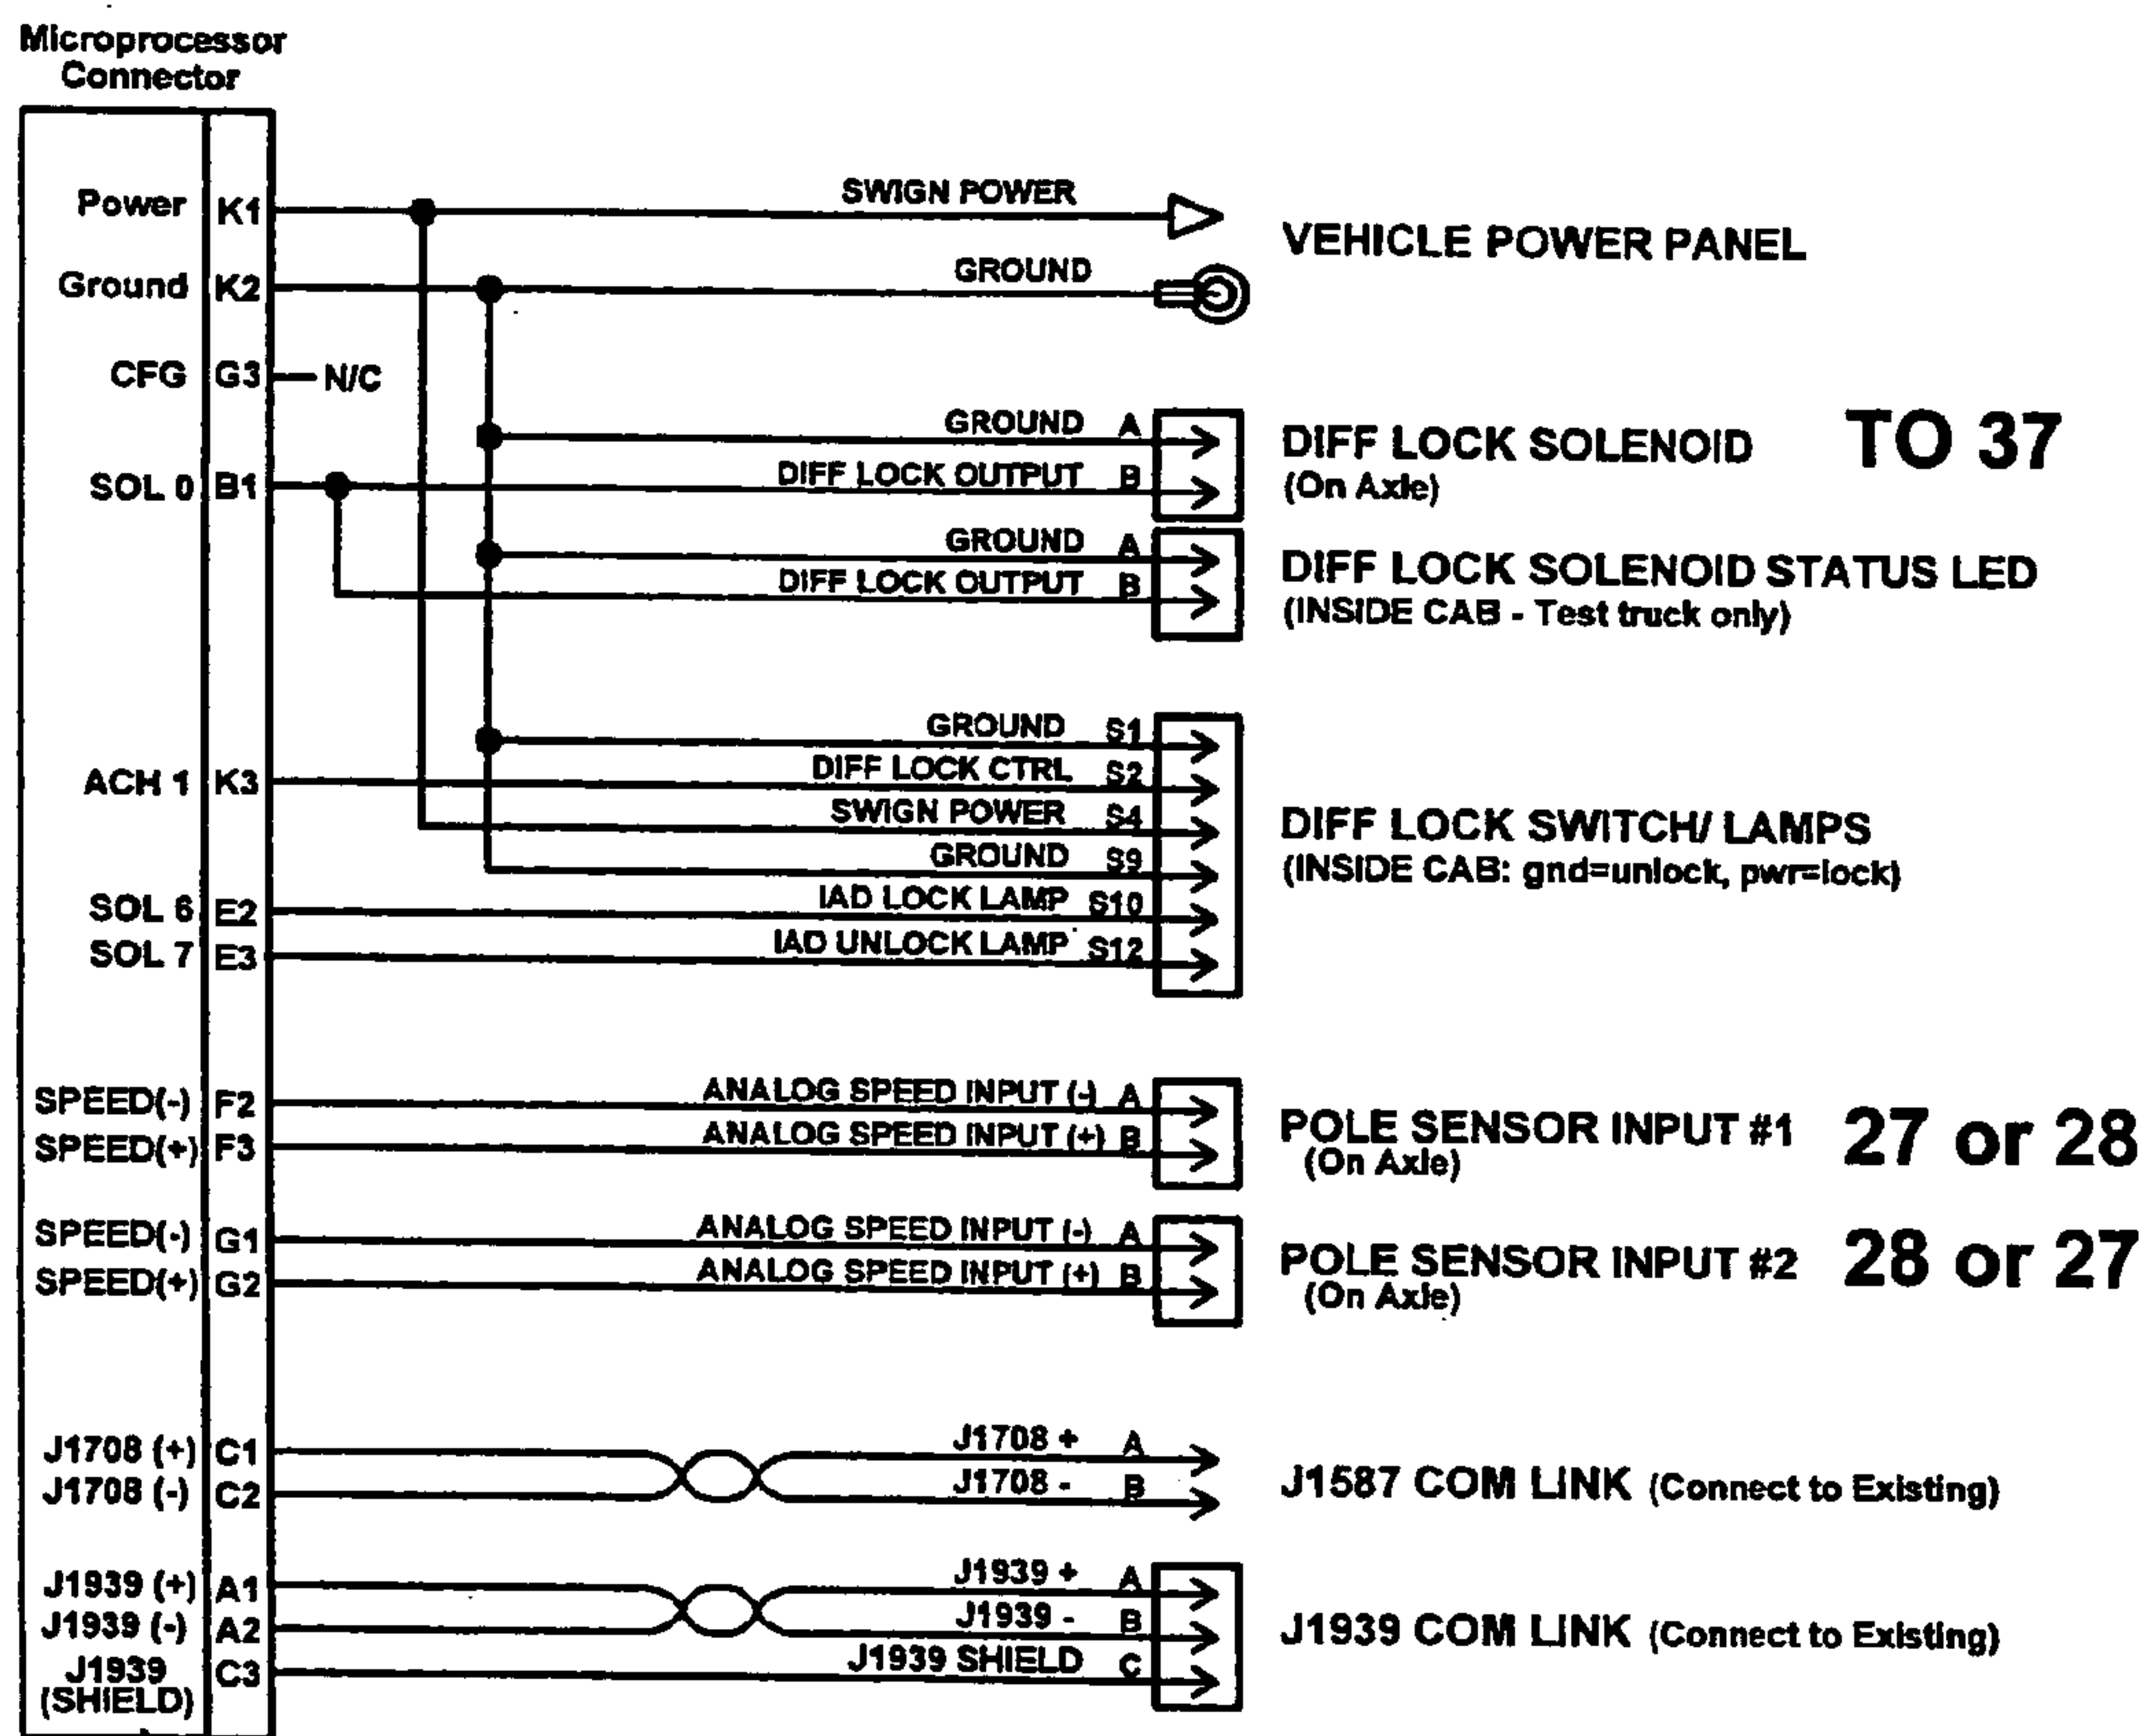 Microprocessor
Connector
Power K1 SWIGN POWER
VEHICLE POWER PANEL
Ground K2 GROUND
CFG G3 N/C
GROUND A
DIFF LOCK SOLENOID TO 37
(On Axle)
SOL 0 B1 DIFF LOCK OUTPUT B
GROUND A
DIFF LOCK SOLENOID STATUS LED
(INSIDE CAB - Test truck only)
DIFF LOCK OUTPUT B
GROUND S1
ACH 1 K3 DIFF LOCK CTRL S2
SWIGN POWER S4
DIFF LOCK SWITCH/ LAMPS
(INSIDE CAB: gnd=unlock, pwr=lock)
GROUND S9
SOL 6 E2 IAD LOCK LAMP S10
SOL 7 E3 IAD UNLOCK LAMP S12
SPEED(-) F2 ANALOG SPEED INPUT (-) A
SPEED(+) F3 ANALOG SPEED INPUT (+) B
POLE SENSOR INPUT #1 27 or 28
(On Axle)
SPEED(-) G1 ANALOG SPEED INPUT (-) A
SPEED(+) G2 ANALOG SPEED INPUT (+) B
POLE SENSOR INPUT #2 28 or 27
(On Axle)
J1708 (+) C1 J1708 + A
J1708 (-) C2 J1708 - B
J1587 COM LINK (Connect to Existing)
J1939 (+) A1 J1939 + A
J1939 (-) A2 J1939 - B
J1939 COM LINK (Connect to Existing)
J1939
(SHIELD) C3 J1939 SHIELD C